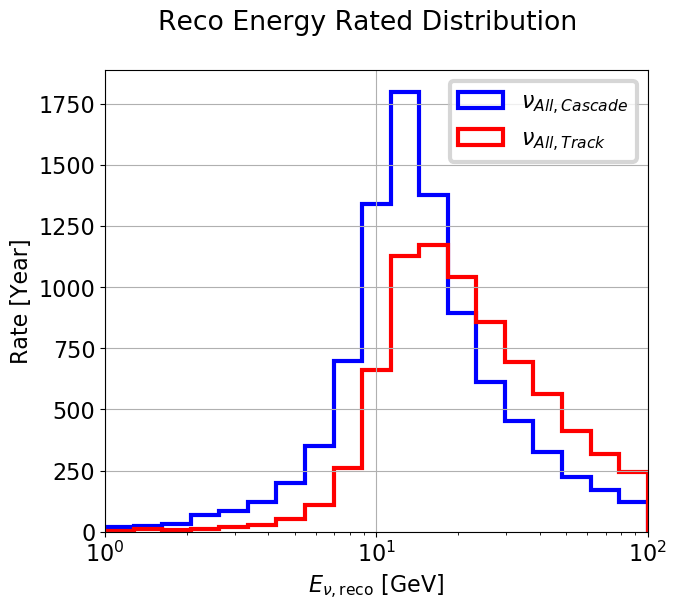 Reco Energy Rated Distribution
1750
1500
1250
1000
750
500
250
0
Rate [Year]
ν_{All, Cascade}
ν_{All, Track}
10^0
10^1
10^2
E_{ν, reco} [GeV]